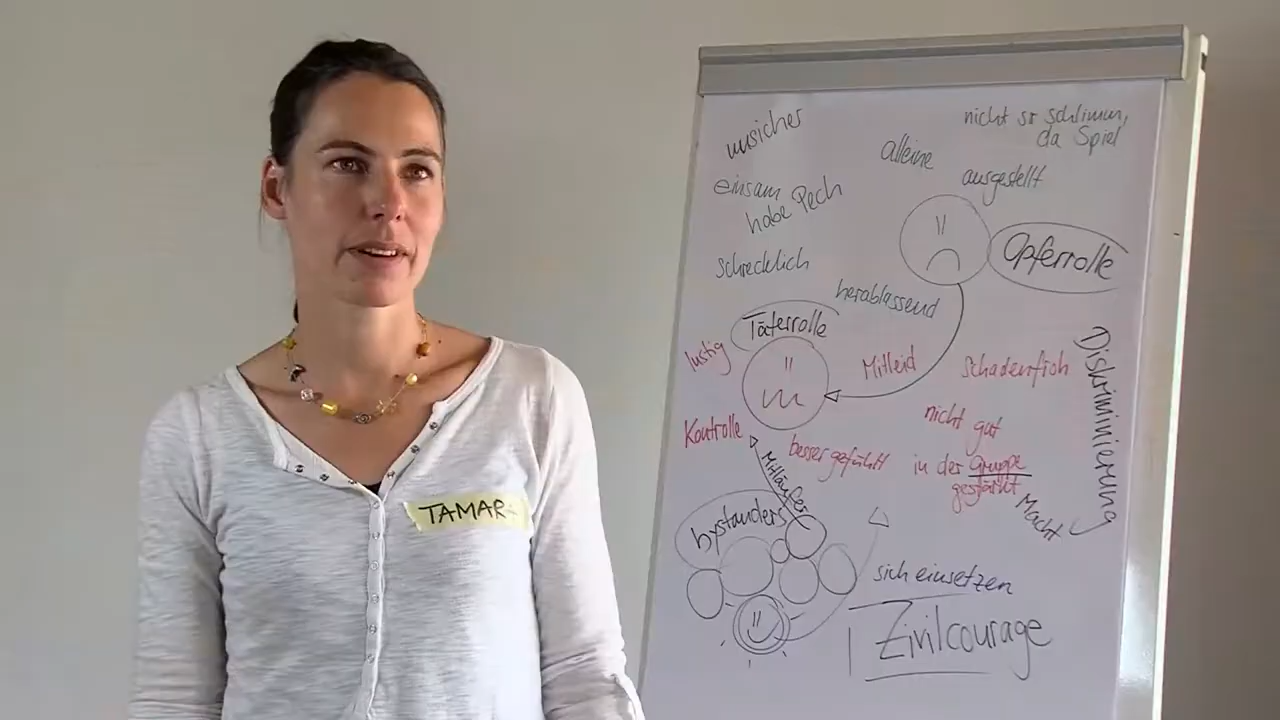 unsicher
nicht so schlimm,
da Spiel
alleine
ausgestellt
einsam
habe Pech
schrecklich
Opferrolle
herablassend
Täterrolle
lustig
Mitleid
Schadenfroh
Diskriminierung
Kontrolle
nicht gut
besser gefühlt
in der Gruppe
gestärkt
Macht
Mitläufer
bystanders
TAMAR
sich einsetzen
Zivilcourage